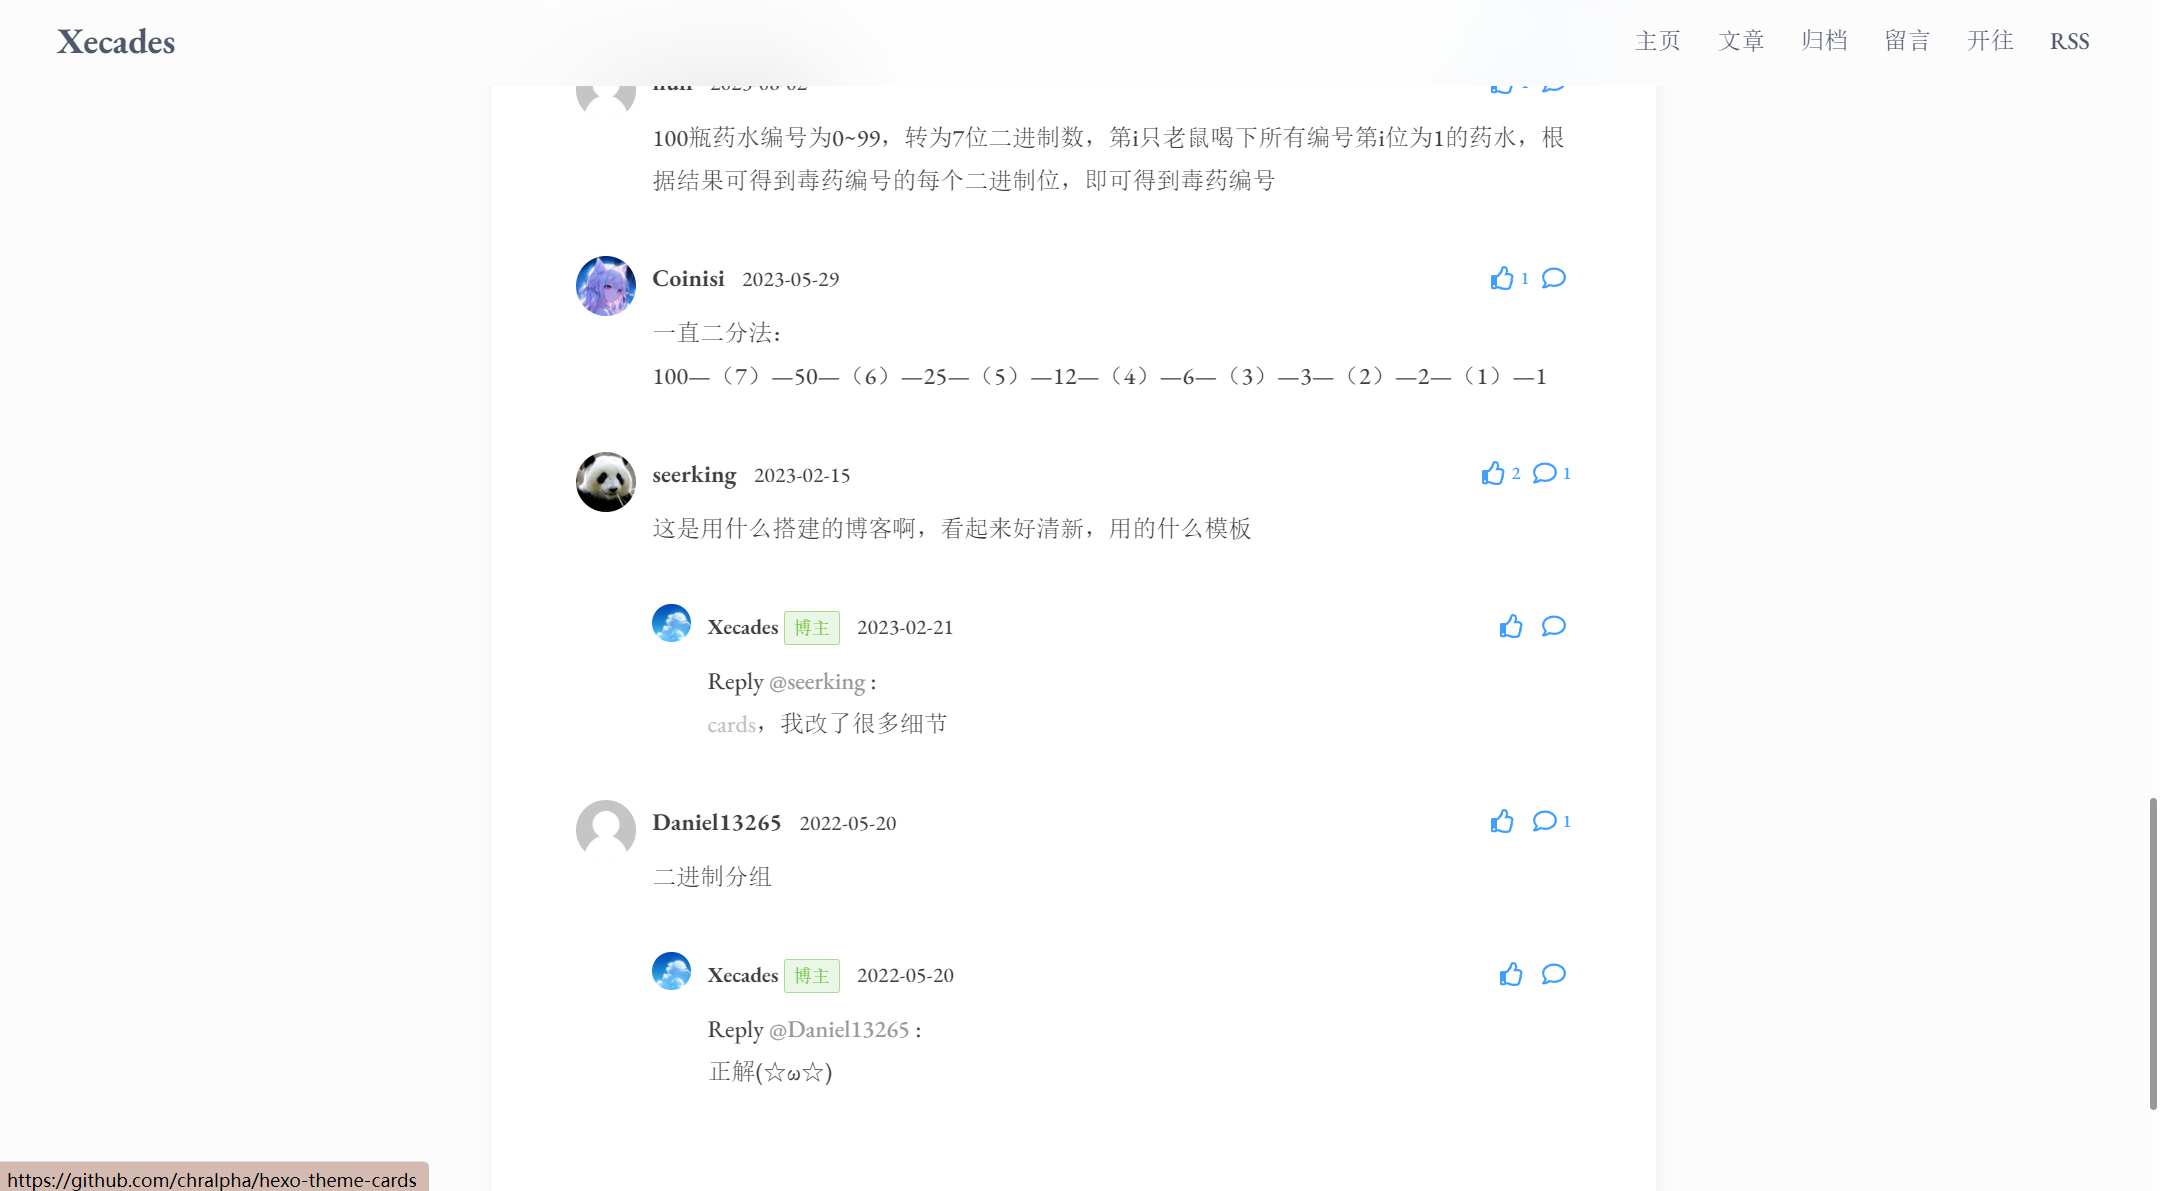 Xecades
主页 文章 归档 留言 开往 RSS
null 2023-08-02 1
100瓶药水编号为0~99，转为7位二进制数，第i只老鼠喝下所有编号第i位为1的药水，根
据结果可得到毒药编号的每个二进制位，即可得到毒药编号
Coinisi 2023-05-29 1
一直二分法：
100—（7）—50—（6）—25—（5）—12—（4）—6—（3）—3—（2）—2—（1）—1
seerking 2023-02-15 2 1
这是用什么搭建的博客啊，看起来好清新，用的什么模板
Xecades 博主 2023-02-21
Reply @seerking :
cards，我改了很多细节
Daniel13265 2022-05-20 1
二进制分组
Xecades 博主 2022-05-20
Reply @Daniel13265 :
正解(☆ω☆)
https://github.com/chralpha/hexo-theme-cards